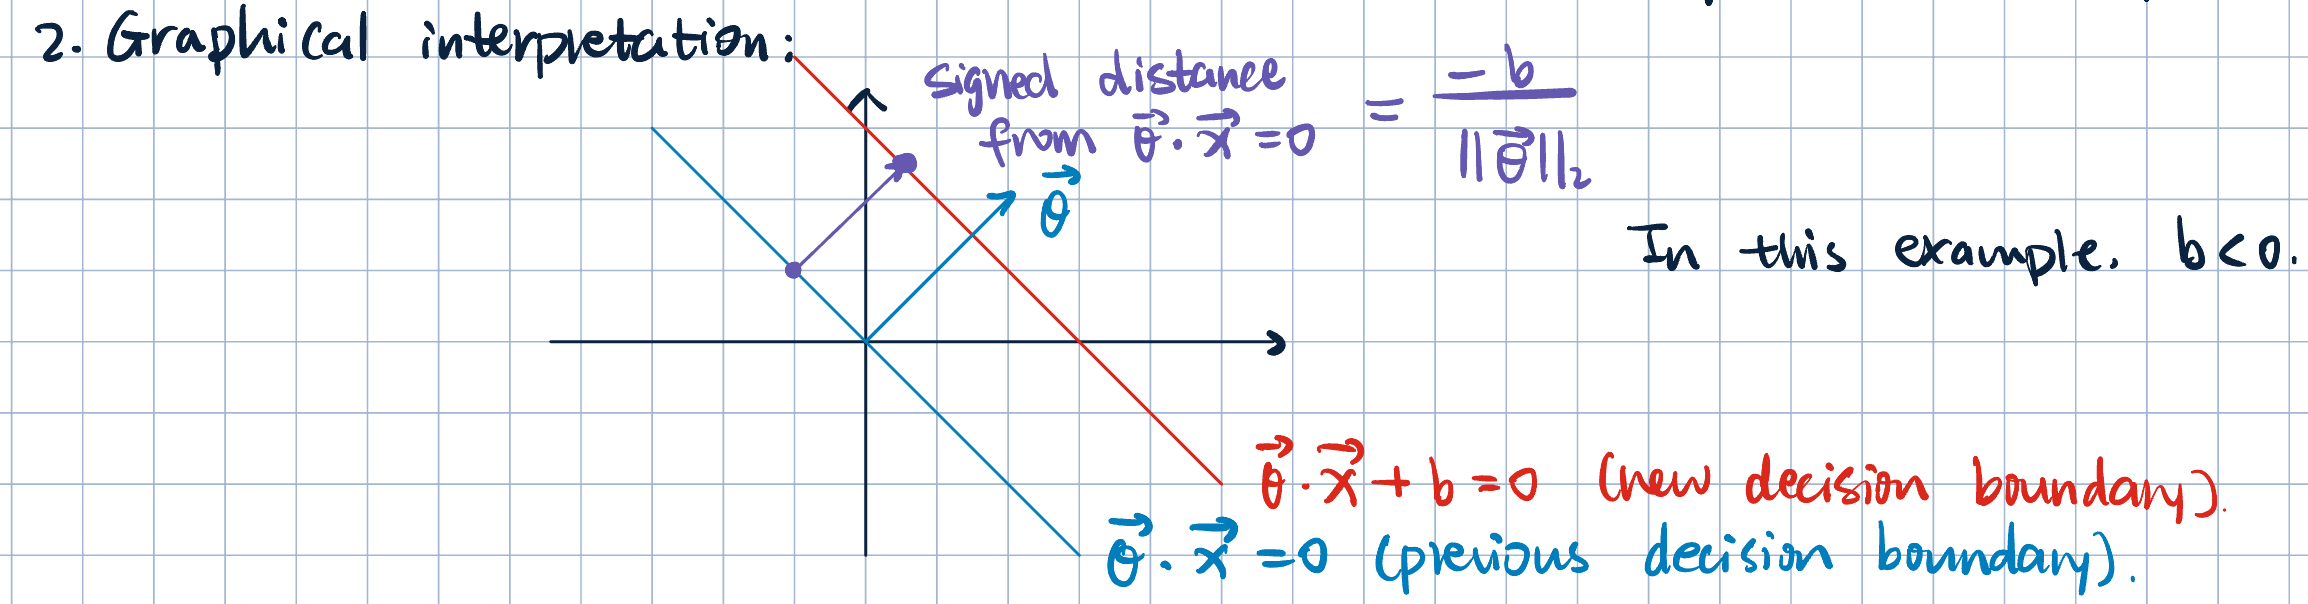 2. Graphical interpretation:
signed distance
from $\vec{\theta} \cdot \vec{x} = 0$ $= \frac{-b}{||\vec{\theta}||_2}$
$\vec{\theta}$
In this example, b < 0.
$\vec{\theta} \cdot \vec{x} + b = 0$ (new decision boundary).
$\vec{\theta} \cdot \vec{x} = 0$ (previous decision boundary).